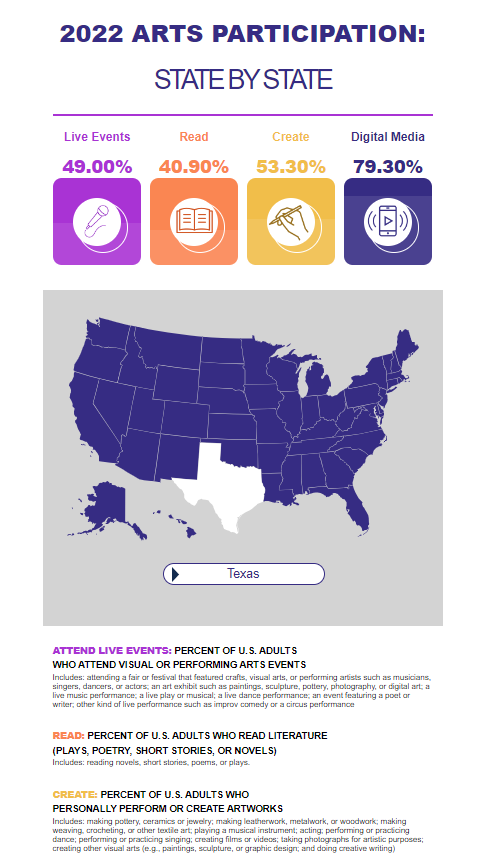 2022 ARTS PARTICIPATION:
STATE BY STATE
Live Events Read Create Digital Media
49.00% 40.90% 53.30% 79.30%
Texas
ATTEND LIVE EVENTS: PERCENT OF U.S. ADULTS
WHO ATTEND VISUAL OR PERFORMING ARTS EVENTS
Includes: attending a fair or festival that featured crafts, visual arts, or performing artists such as musicians,
singers, dancers, or actors; an art exhibit such as paintings, sculpture, pottery, photography, or digital art; a
live music performance; a live play or musical; a live dance performance; an event featuring a poet or
writer; other kind of live performance such as improv comedy or a circus performance
READ: PERCENT OF U.S. ADULTS WHO READ LITERATURE
(PLAYS, POETRY, SHORT STORIES, OR NOVELS)
Includes: reading novels, short stories, poems, or plays.
CREATE: PERCENT OF U.S. ADULTS WHO
PERSONALLY PERFORM OR CREATE ARTWORKS
Includes: making pottery, ceramics or jewelry; making leatherwork, metalwork, or woodwork; making
weaving, crocheting, or other textile art; playing a musical instrument; acting; performing or practicing
dance; performing or practicing singing; creating films or videos; taking photographs for artistic purposes;
creating other visual arts (e.g., paintings, sculpture, or graphic design; and doing creative writing)